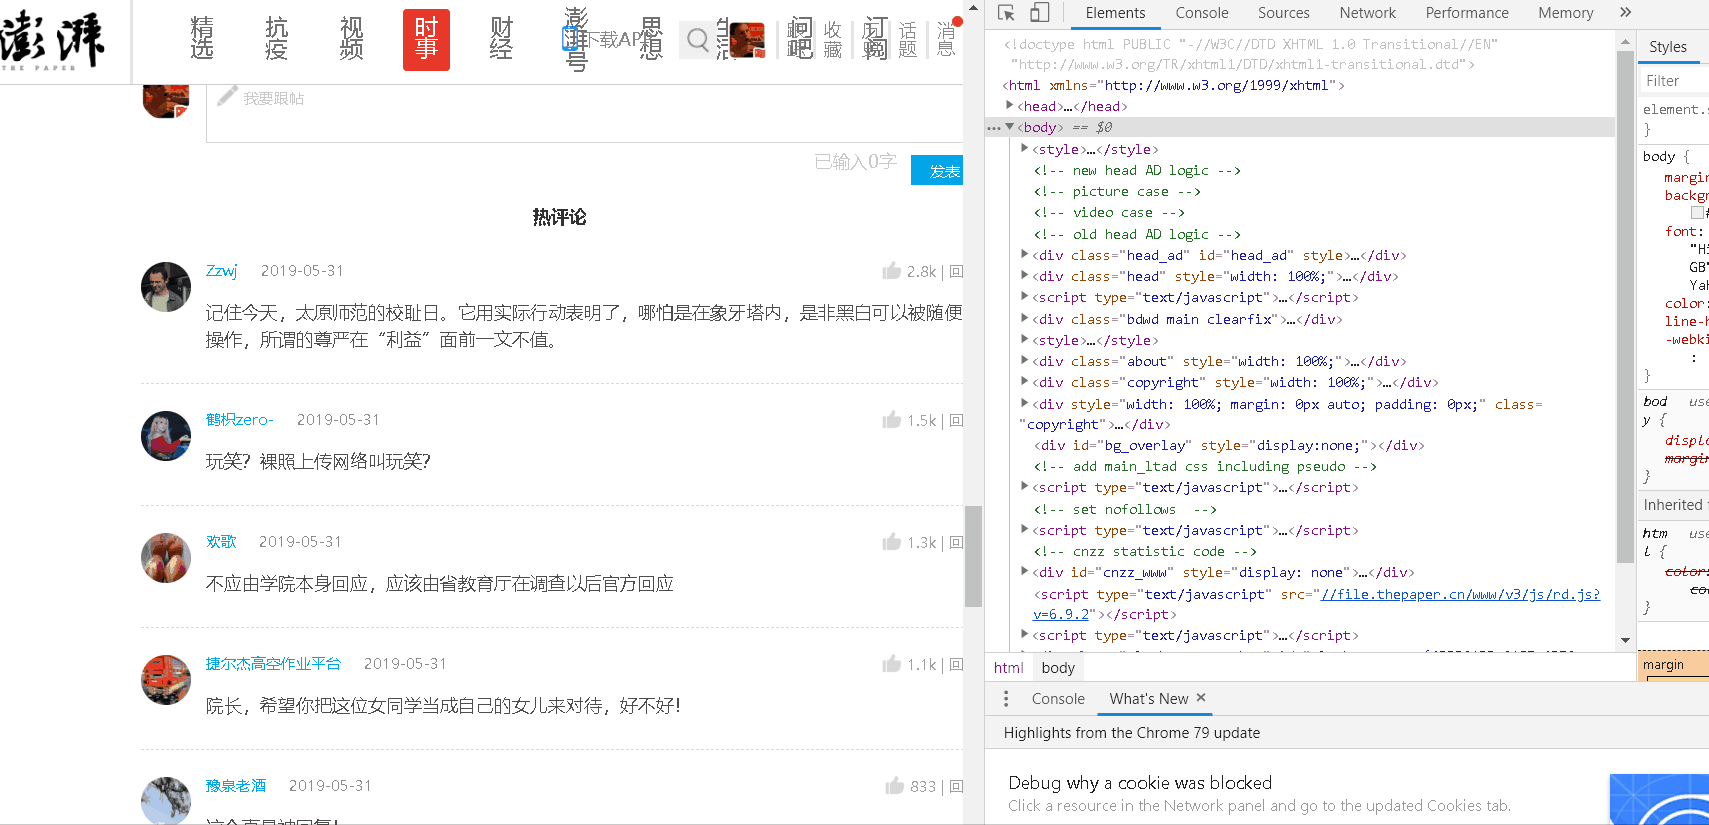 澎湃
THE PAPER
精选
抗疫
视频
时事
财经
澎湃号
下载APP
思想
生活
问吧
订阅
跟踪
收藏
话题
消息
我要跟帖
已输入0字
发表
热评论
Zzwj 2019-05-31 2.8k | 回
记住今天，太原师范的校耻日。它用实际行动表明了，哪怕是在象牙塔内，是非黑白可以被随便
操作，所谓的尊严在“利益”面前一文不值。
鹤枳zero- 2019-05-31 1.5k | 回
玩笑？裸照上传网络叫玩笑？
欢歌 2019-05-31 1.3k | 回
不应由学院本身回应，应该由省教育厅在调查以后官方回应
捷尔杰高空作业平台 2019-05-31 1.1k | 回
院长，希望你把这位女同学当成自己的女儿来对待，好不好！
豫泉老酒 2019-05-31 833 | 回
Elements Console Sources Network Performance Memory »
<!doctype html PUBLIC "-//W3C//DTD XHTML 1.0 Transitional//EN"
"http://www.w3.org/TR/xhtml1/DTD/xhtml1-transitional.dtd">
<html xmlns="http://www.w3.org/1999/xhtml">
<head>…</head>
<body> == $0
<style>…</style>
<!-- new head AD logic -->
<!-- picture case -->
<!-- video case -->
<!-- old head AD logic -->
<div class="head_ad" id="head_ad" style>…</div>
<div class="head" style="width: 100%;">…</div>
<script type="text/javascript">…</script>
<div class="bdwd main clearfix">…</div>
<style>…</style>
<div class="about" style="width: 100%;">…</div>
<div class="copyright" style="width: 100%;">…</div>
<div style="width: 100%; margin: 0px auto; padding: 0px;" class=
"copyright">…</div>
<div id="bg_overlay" style="display:none;"></div>
<!-- add main_ltad css including pseudo -->
<script type="text/javascript">…</script>
<!-- set nofollows  -->
<script type="text/javascript">…</script>
<!-- cnzz statistic code -->
<div id="cnzz_www" style="display: none">…</div>
<script type="text/javascript" src="//file.thepaper.cn/www/v3/js/rd.js?
v=6.9.2"></script>
<script type="text/javascript">…</script>
html body
Console What's New ×
Highlights from the Chrome 79 update
Debug why a cookie was blocked
Click a resource in the Network panel and go to the updated Cookies tab.
Styles
Filter
element.s
}
body {
margin
backgr
#
font:
"Hi
GB"
Yah
color:
line-h
-webki
:
}
bod use
y {
displa
margin
}
Inherited f
htm use
l {
color:
co
}
margin